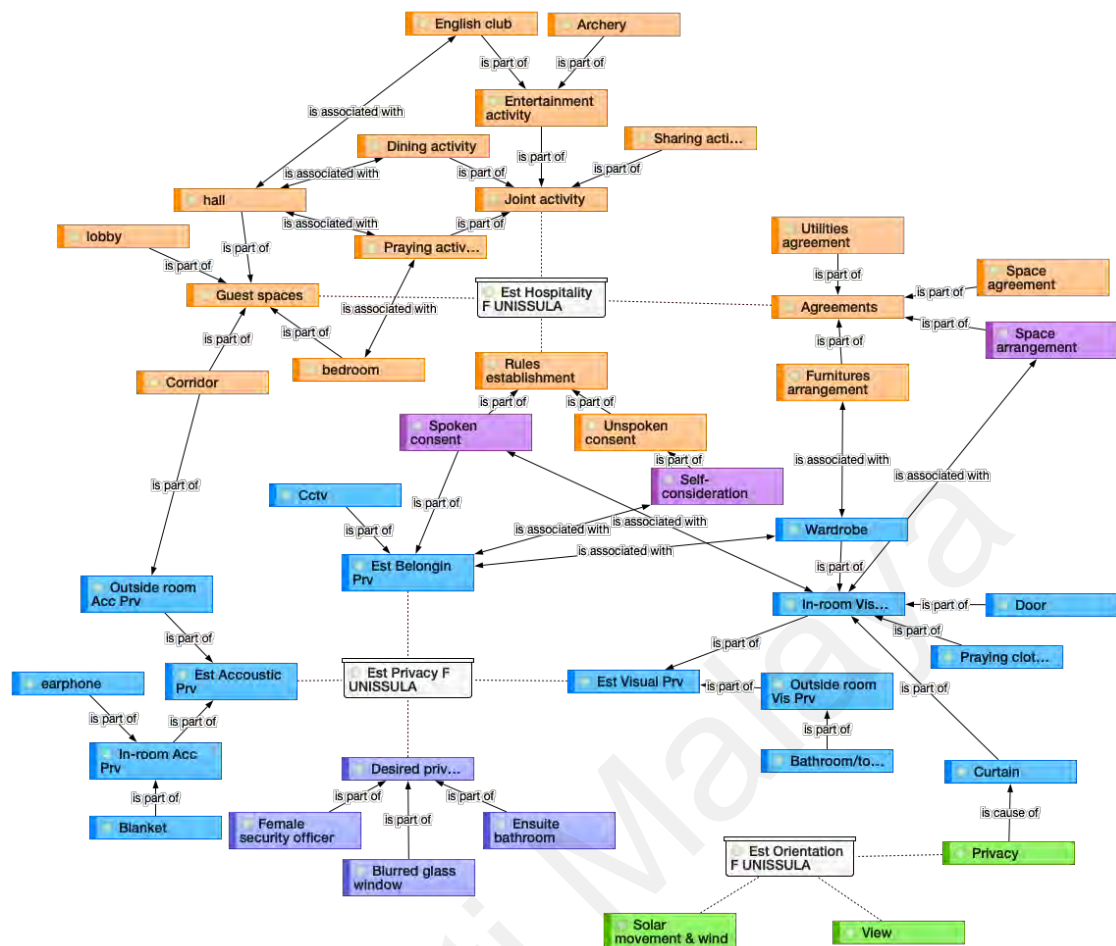 English club
Archery
is part of
is part of
is associated with
Entertainment
activity
Dining activity
Sharing acti...
is part of
is part of
is part of
is associated with
hall
Joint activity
is associated with
is part of
lobby
is part of
Praying activ...
Utilities
agreement
is part of
is part of
Space
agreement
is part of
Guest spaces
Est Hospitality
F UNISSULA
Agreements
is associated with
is part of
Space
arrangement
is part of
is part of
is part of
bedroom
Rules
establishment
Furnitures
arrangement
Corridor
is part of
is part of
Spoken
consent
Unspoken
consent
is part of
is associated with
is associated with
Self-
consideration
is part of
is part of
Cctv
is part of
is associated with
is associated with
Wardrobe
is associated with
Est Belongin
Prv
is part of
Outside room
Acc Prv
In-room Vis...
is part of
Door
is part of
is part of
is part of
Praying clot...
earphone
Est Accoustic
Prv
Est Privacy F
UNISSULA
Est Visual Prv
is part of
Outside room
Vis Prv
is part of
is part of
is part of
is part of
In-room Acc
Prv
Desired priv...
Bathroom/to...
Curtain
is part of
is part of
is part of
is part of
is cause of
Blanket
Female
security officer
Ensuite
bathroom
Est Orientation
F UNISSULA
Privacy
Blurred glass
window
Solar
movement & wind
View
Malaya